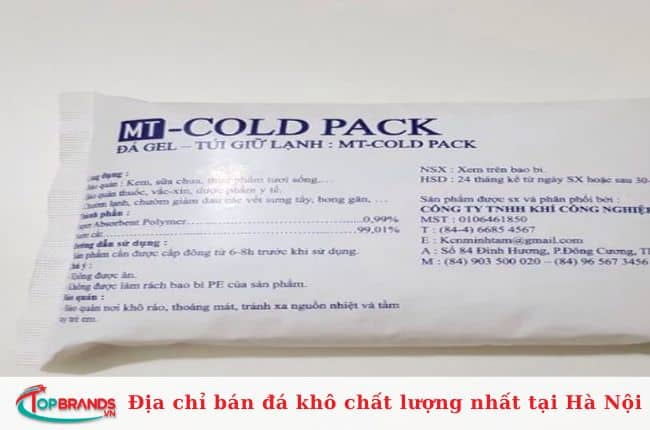 MT-COLD PACK
ĐÁ GEL – TÚI GIỮ LẠNH : MT-COLD PACK
dụng :
Bảo quản : Kem, sữa chua, thực phẩm tươi sống,...
Bảo quản thuốc, vắc-xin, dược phẩm y tế.
Chườm lạnh, chườm giảm đau các vết sưng tấy, bong gân, ...
Thành phần :
Super Absorbent Polymer 0,99%
cất 99,01%
Hướng dẫn sử dụng :
Sản phẩm cần được cấp đông từ 6-8h trước khi sử dụng.
ý :
Không được ăn.
Không được làm rách bao bì PE của sản phẩm.
Bảo quản :
Bảo quản nơi khô ráo, thoáng mát, tránh xa nguồn nhiệt và tầm
tay trẻ em.
NSX : Xem trên bao bì.
HSD : 24 tháng kể từ ngày SX hoặc sau 30-
Sản phẩm được sx và phân phối bởi :
CÔNG TY TNHH KHÍ CÔNG NGHIỆP
MST : 0106461850
T : (84-4) 6685 4567
E : Kcnminhtam@gmail.com
A : Số 84 Đình Hương, P.Đông Cương, T
M : (84) 903 500 020 – (84) 96 567 3456
TOPBRANDS.VN
Địa chỉ bán đá khô chất lượng nhất tại Hà Nội